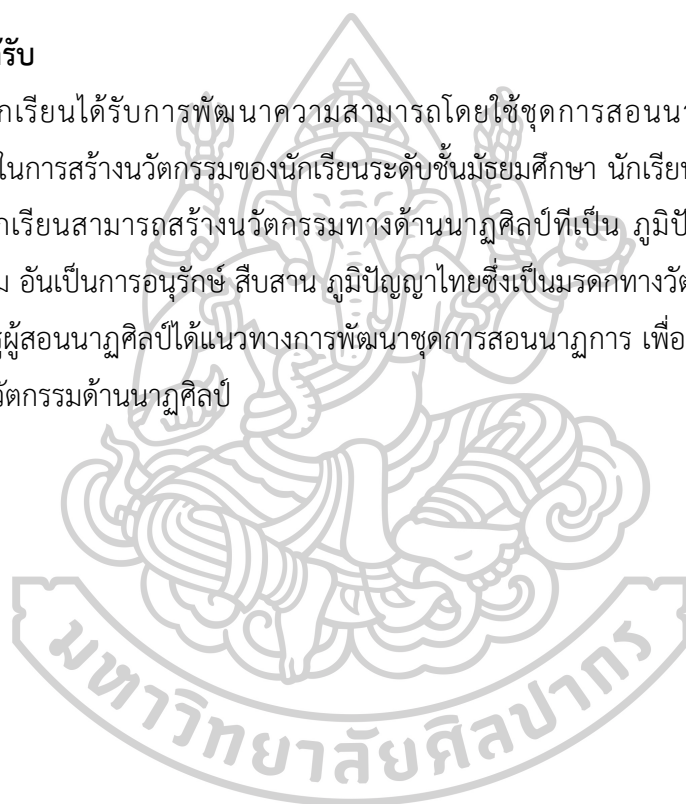 รับ
กเรียนได้รับการพัฒนาความสามารถโดยใช้ชุดการสอนนา
ในการสร้างนวัตกรรมของนักเรียนระดับชั้นมัธยมศึกษา นักเรียน
กเรียนสามารถสร้างนวัตกรรมทางด้านนาฏศิลป์ทีเป็น ภูมิปั
ม อันเป็นการอนุรักษ์ สืบสาน ภูมิปัญญาไทยซึ่งเป็นมรดกทางวัต
ผู้สอนนาฏศิลป์ได้แนวทางการพัฒนาชุดการสอนนาฏการ เพื่อ
วัตกรรมด้านนาฏศิลป์
มหาวิทยาลัยศิลปากร